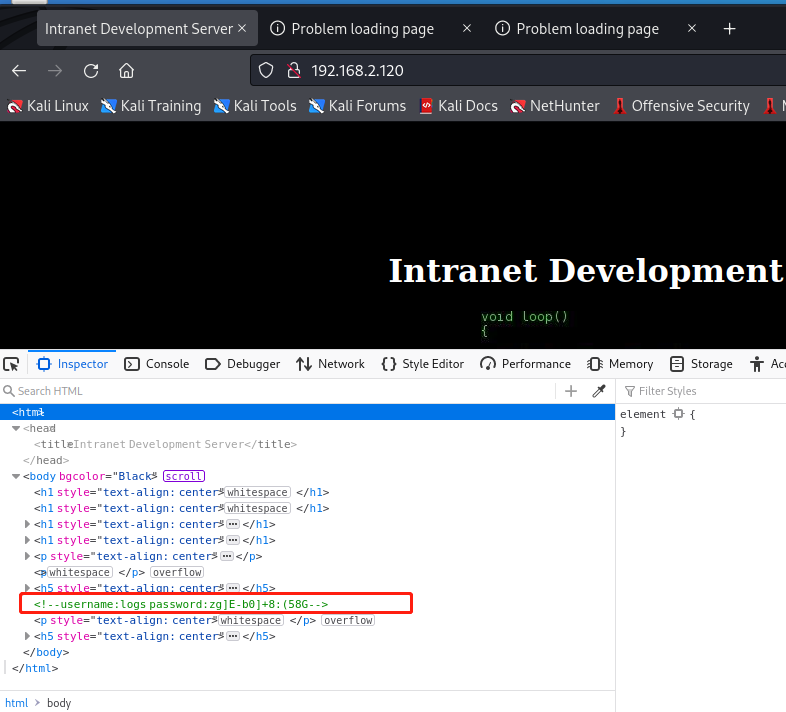 Intranet Development Server × Problem loading page × Problem loading page × +
192.168.2.120
Kali Linux Kali Training Kali Tools Kali Forums Kali Docs NetHunter Offensive Security
Intranet Development
void loop()
{
Inspector Console Debugger Network Style Editor Performance Memory Storage Acc
Search HTML + Filter Styles
<html>
<head>
<title>Intranet Development Server</title>
</head>
<body bgcolor="Black"> scroll
<h1 style="text-align: center"> whitespace </h1>
<h1 style="text-align: center"> whitespace </h1>
<h1 style="text-align: center"> ••• </h1>
<h1 style="text-align: center"> ••• </h1>
<p style="text-align: center"> ••• </p>
<p> whitespace </p> overflow
<h5 style="text-align: center"> ••• </h5>
<!--username:logs password:zg]E-b0]+8:(58G-->
<p style="text-align: center"> whitespace </p> overflow
<h5 style="text-align: center"> ••• </h5>
</body>
</html>
element {
}
html > body